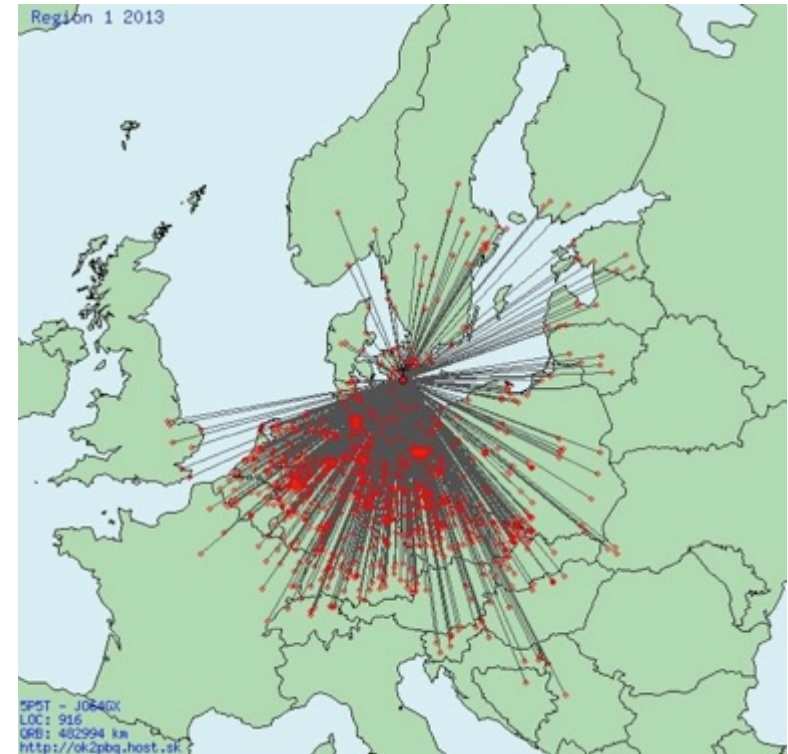 Region 1 2013
5P5T - JO64GX
LOC: 916
QRB: 482994 km
http://ok2pbq.host.sk